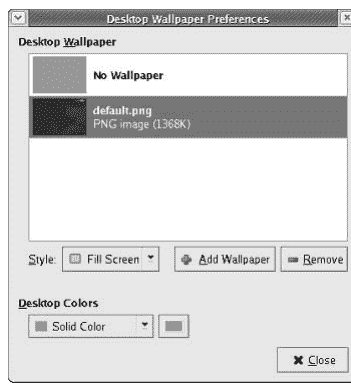 Desktop Wallpaper Preferences
Desktop Wallpaper
No Wallpaper
default.png
PNG image (1368K)
Style: Fill Screen Add Wallpaper Remove
Desktop Colors
Solid Color
Close